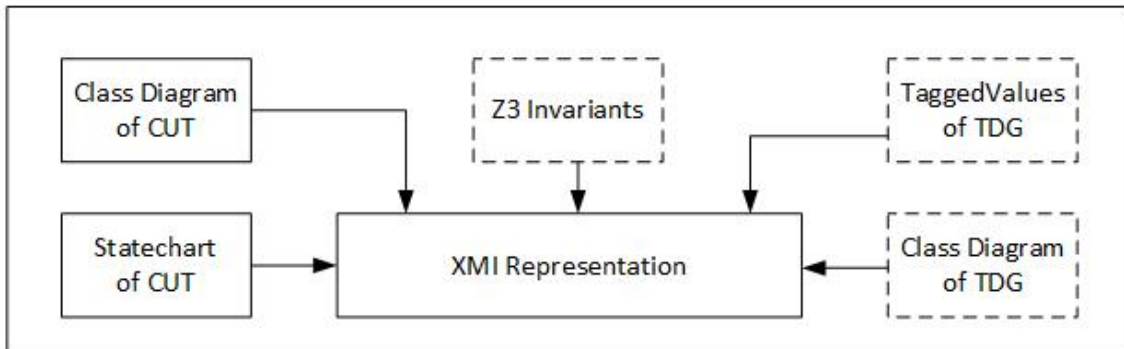 Class Diagram
of CUT
Z3 Invariants
TaggedValues
of TDG
Statechart
of CUT
XMI Representation
Class Diagram
of TDG